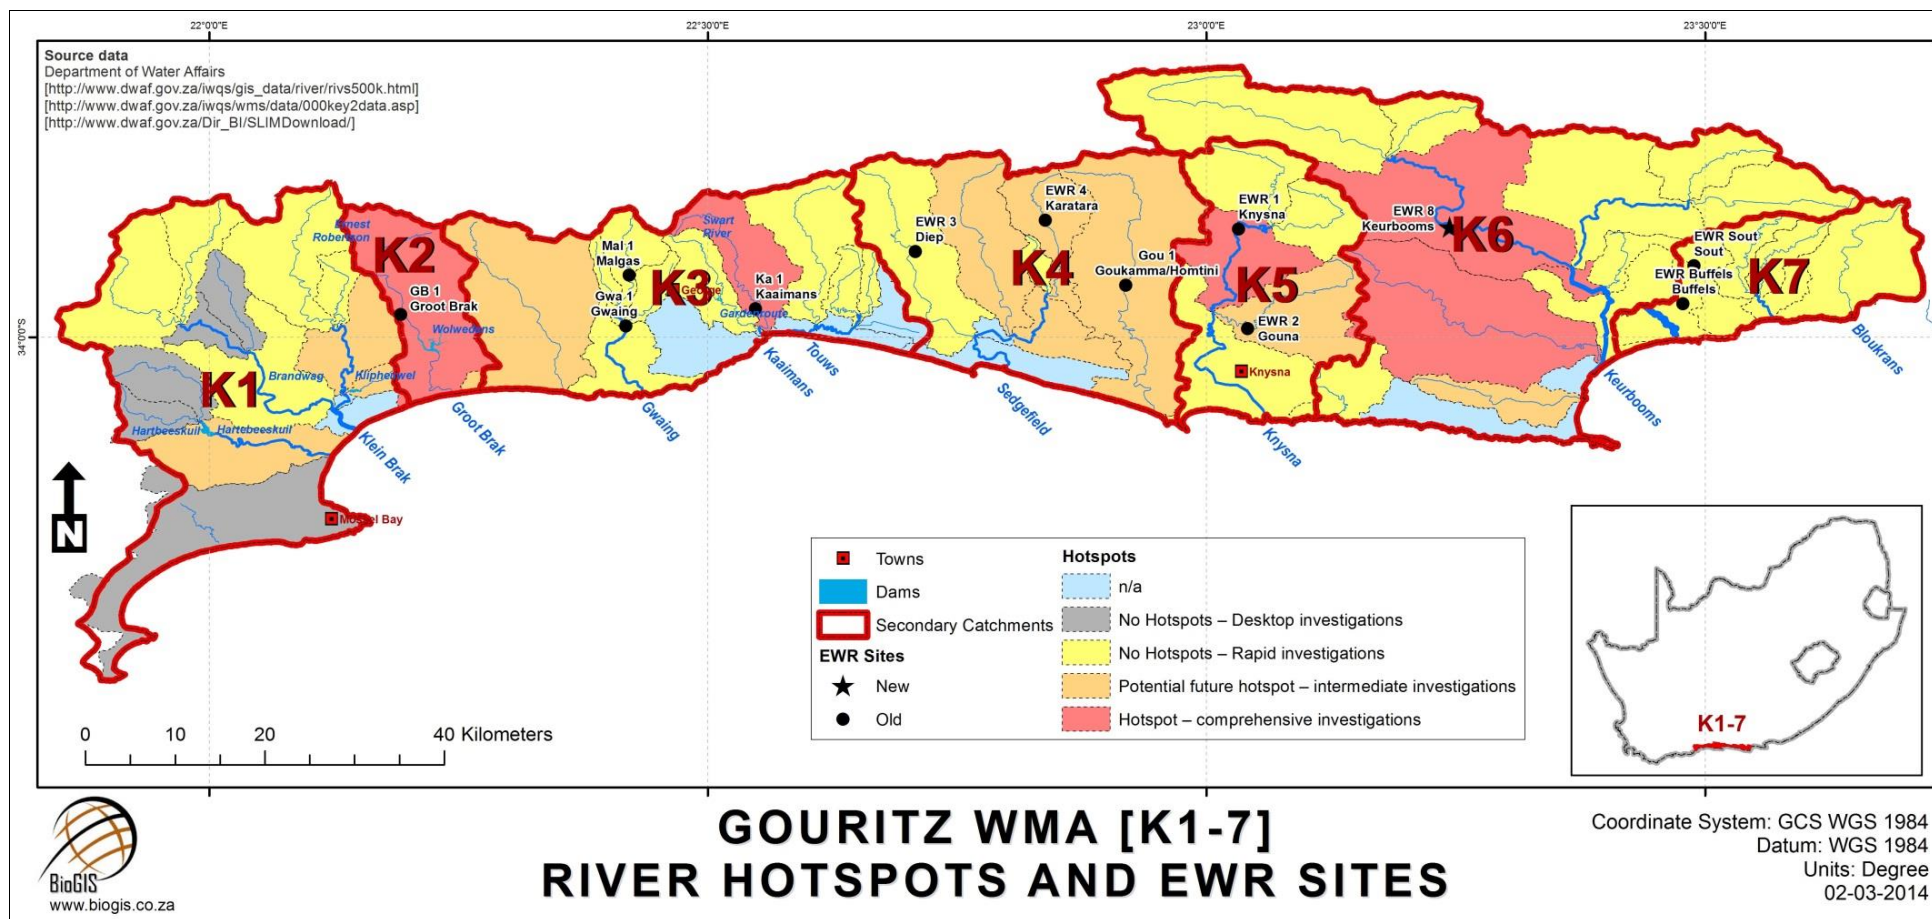 22°0'0"E
22°30'0"E
23°0'0"E
23°30'0"E
34°0'0"S
Source data
Department of Water Affairs
[http://www.dwaf.gov.za/iwqs/gis_data/river/rivs500k.html]
[http://www.dwaf.gov.za/iwqs/wms/data/000key2data.asp]
[http://www.dwaf.gov.za/Dir_BI/SLIMDownload/]
K1
Brandwag
Klipheuwel
Hartbeeskuil
Hartebeeskuil
Klein Brak
Mossel Bay
Ernest
Robertson
K2
GB 1
Groot Brak
Wolwedans
Groot Brak
Mal 1
Malgas
Gwa 1
Gwaing
K3
George
Swart
River
Ka 1
Kaaimans
Gardenroute
Gwaing
Kaaimans
Touws
EWR 3
Diep
EWR 4
Karatara
K4
Gou 1
Goukamma/Homtini
Sedgefield
EWR 1
Knysna
K5
EWR 2
Gouna
Knysna
Knysna
EWR 8
Keurbooms
K6
Keurbooms
EWR Sout
Sout
EWR Buffels
Buffels
K7
Bloukrans
N
0 10 20 40 Kilometers
Towns
Dams
Secondary Catchments
EWR Sites
New
Old
Hotspots
n/a
No Hotspots – Desktop investigations
No Hotspots – Rapid investigations
Potential future hotspot – intermediate investigations
Hotspot – comprehensive investigations
K1-7
BioGIS
www.biogis.co.za
GOURITZ WMA [K1-7]
RIVER HOTSPOTS AND EWR SITES
Coordinate System: GCS WGS 1984
Datum: WGS 1984
Units: Degree
02-03-2014